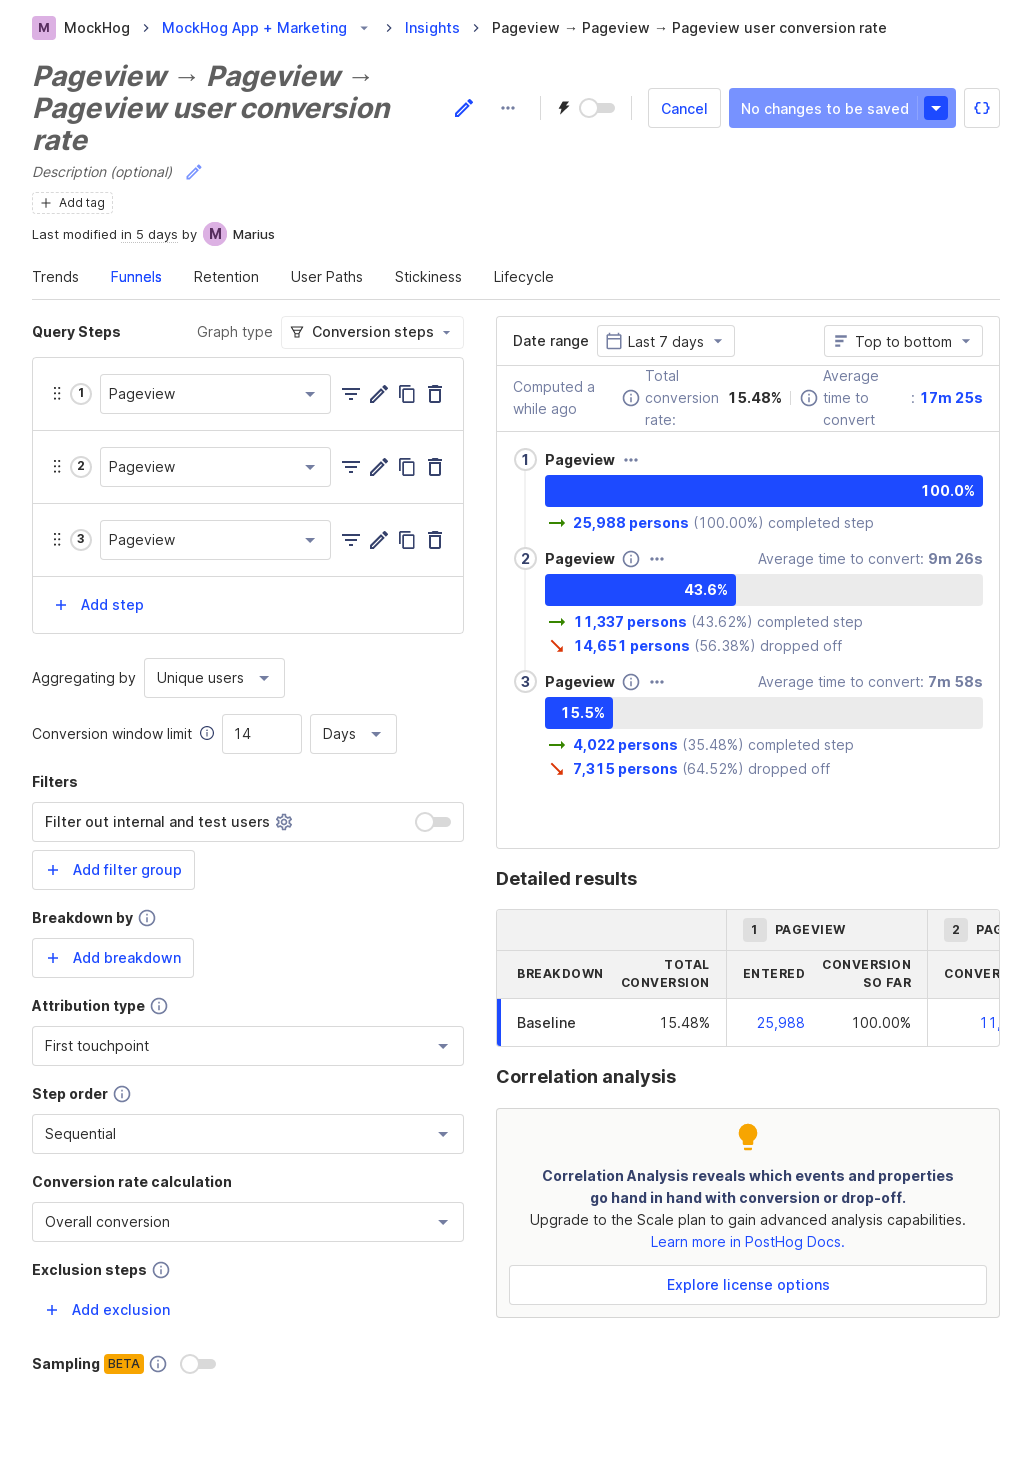 M MockHog > MockHog App + Marketing > Insights > Pageview → Pageview → Pageview user conversion rate
Pageview → Pageview →
Pageview user conversion
rate
Cancel
No changes to be saved
Description (optional)
Add tag
Last modified in 5 days by M Marius
Trends Funnels Retention User Paths Stickiness Lifecycle
Query Steps
Graph type
Conversion steps
1 Pageview
2 Pageview
3 Pageview
Add step
Aggregating by
Unique users
Conversion window limit
14
Days
Filters
Filter out internal and test users
Add filter group
Breakdown by
Add breakdown
Attribution type
First touchpoint
Step order
Sequential
Conversion rate calculation
Overall conversion
Exclusion steps
Add exclusion
Sampling BETA
Date range
Last 7 days
Top to bottom
Computed a
while ago
Total
conversion
rate:
15.48%
Average
time to
convert
: 17m 25s
1 Pageview
100.0%
25,988 persons (100.00%) completed step
2 Pageview
Average time to convert: 9m 26s
43.6%
11,337 persons (43.62%) completed step
14,651 persons (56.38%) dropped off
3 Pageview
Average time to convert: 7m 58s
15.5%
4,022 persons (35.48%) completed step
7,315 persons (64.52%) dropped off
Detailed results
1 PAGEVIEW
2 PAG
BREAKDOWN
TOTAL
CONVERSION
ENTERED
CONVERSION
SO FAR
CONVER
Baseline 15.48% 25,988 100.00% 11,
Correlation analysis
Correlation Analysis reveals which events and properties
go hand in hand with conversion or drop-off.
Upgrade to the Scale plan to gain advanced analysis capabilities.
Learn more in PostHog Docs.
Explore license options